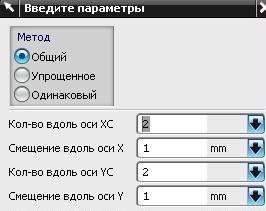 Введите параметры
Метод
Общий
Упрощенное
Одинаковый
Кол-во вдоль оси XC 2
Смещение вдоль оси X 1 mm
Кол-во вдоль оси YC 2
Смещение вдоль оси Y 1 mm